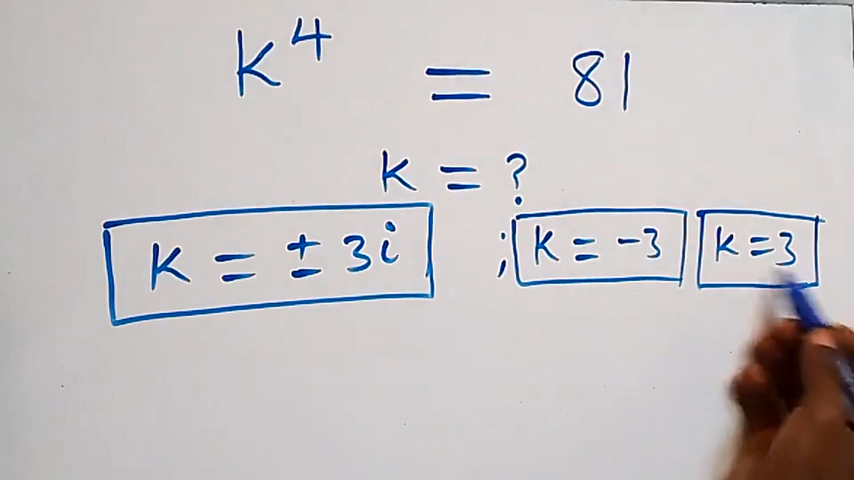 K⁴ = 81
K = ?
K = ± 3i ; K = -3 K = 3